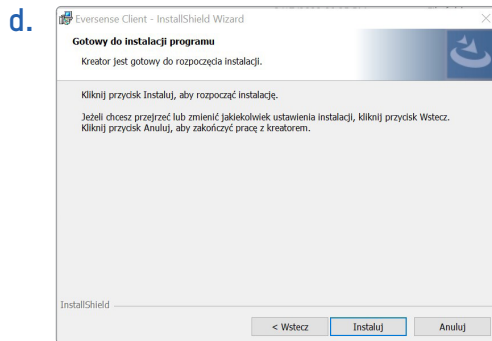 d.
Eversense Client - InstallShield Wizard
Gotowy do instalacji programu
Kreator jest gotowy do rozpoczęcia instalacji.
Kliknij przycisk Instaluj, aby rozpocząć instalację.
Jeżeli chcesz przejrzeć lub zmienić jakiekolwiek ustawienia instalacji, kliknij przycisk Wstecz.
Kliknij przycisk Anuluj, aby zakończyć pracę z kreatorem.
InstallShield
< Wstecz
Instaluj
Anuluj